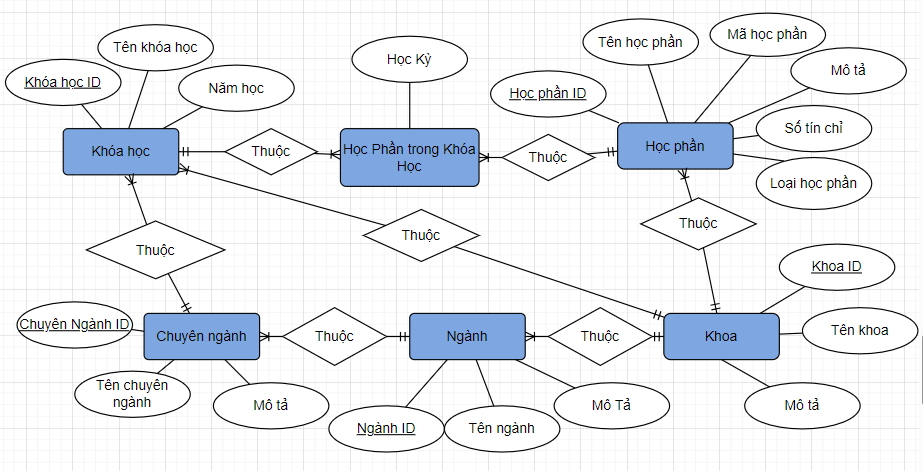 Tên khóa học
Khóa học ID
Năm học
Học Kỳ
Tên học phần
Mã học phần
Học phần ID
Mô tả
Số tín chỉ
Loại học phần
Khóa học
Thuộc
Học Phần trong Khóa
Học
Thuộc
Học phần
Thuộc
Thuộc
Thuộc
Khoa ID
Chuyên Ngành ID
Chuyên ngành
Thuộc
Ngành
Thuộc
Khoa
Tên khoa
Tên chuyên
ngành
Mô tả
Ngành ID
Tên ngành
Mô Tả
Mô tả